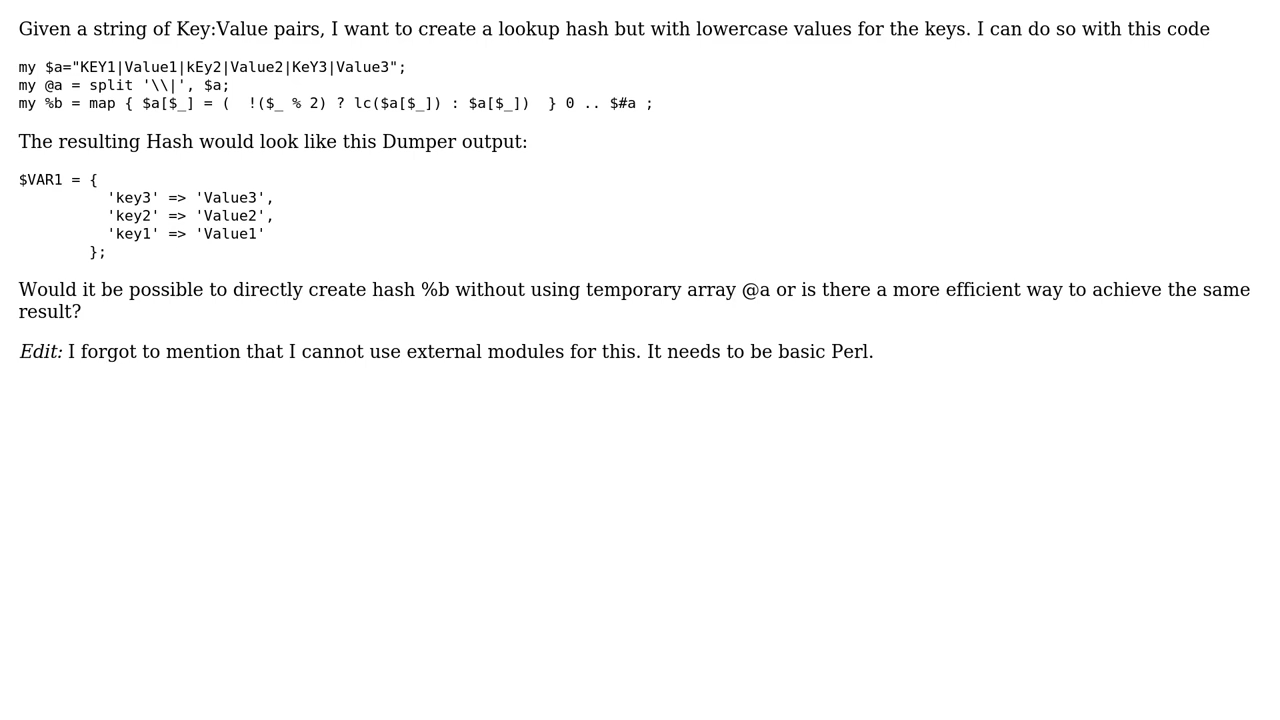 Given a string of Key:Value pairs, I want to create a lookup hash but with lowercase values for the keys. I can do so with this code
my $a="KEY1|Value1|kEy2|Value2|KeY3|Value3";
my @a = split '\\|', $a;
my %b = map { $a[$_] = (  !($_ % 2) ? lc($a[$_]) : $a[$_])  } 0 .. $#a ;
The resulting Hash would look like this Dumper output:
$VAR1 = {
          'key3' => 'Value3',
          'key2' => 'Value2',
          'key1' => 'Value1'
        };
Would it be possible to directly create hash %b without using temporary array @a or is there a more efficient way to achieve the same
result?
Edit: I forgot to mention that I cannot use external modules for this. It needs to be basic Perl.